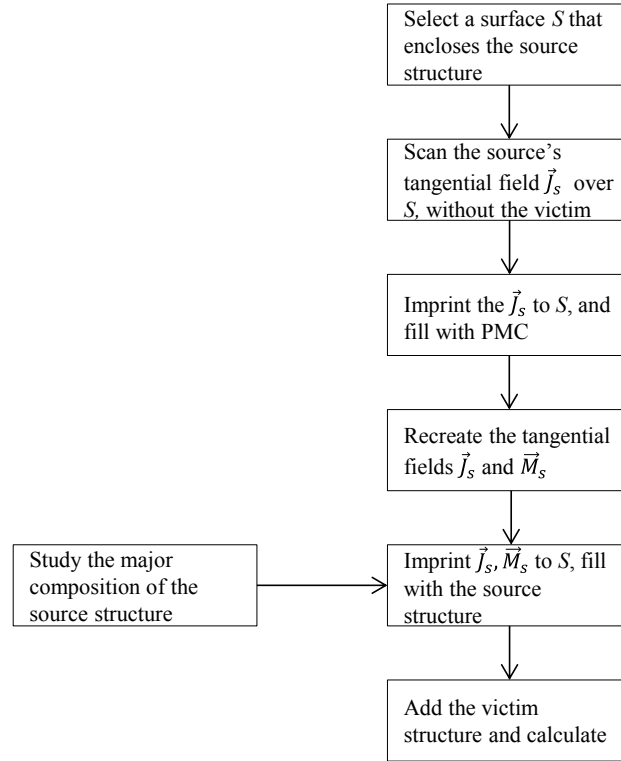 Select a surface S that
encloses the source
structure
Scan the source's
tangential field J⃗ₛ over
S, without the victim
Imprint the J⃗ₛ to S, and
fill with PMC
Recreate the tangential
fields J⃗ₛ and M⃗ₛ
Study the major
composition of the
source structure
Imprint J⃗ₛ, M⃗ₛ to S, fill
with the source
structure
Add the victim
structure and calculate